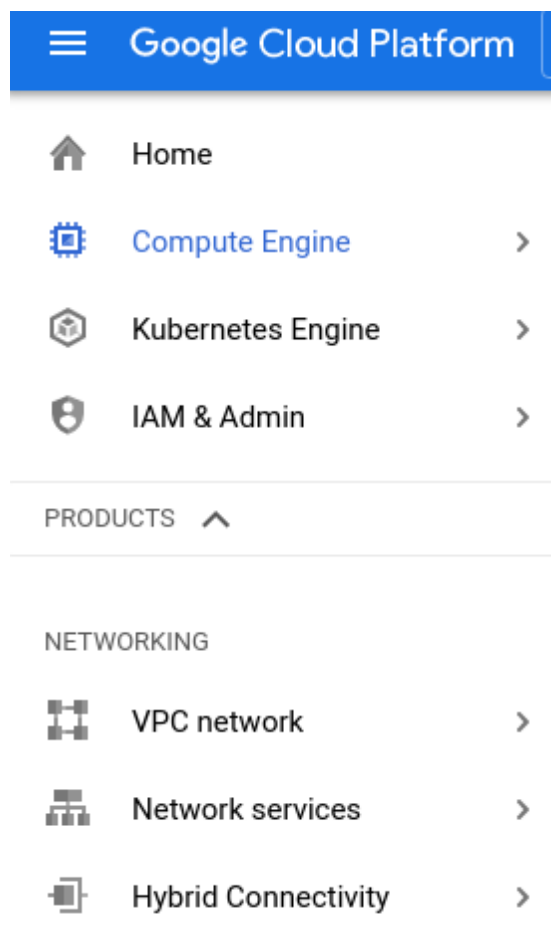 Google Cloud Platform
Home
Compute Engine
Kubernetes Engine
IAM & Admin
PRODUCTS
NETWORKING
VPC network
Network services
Hybrid Connectivity